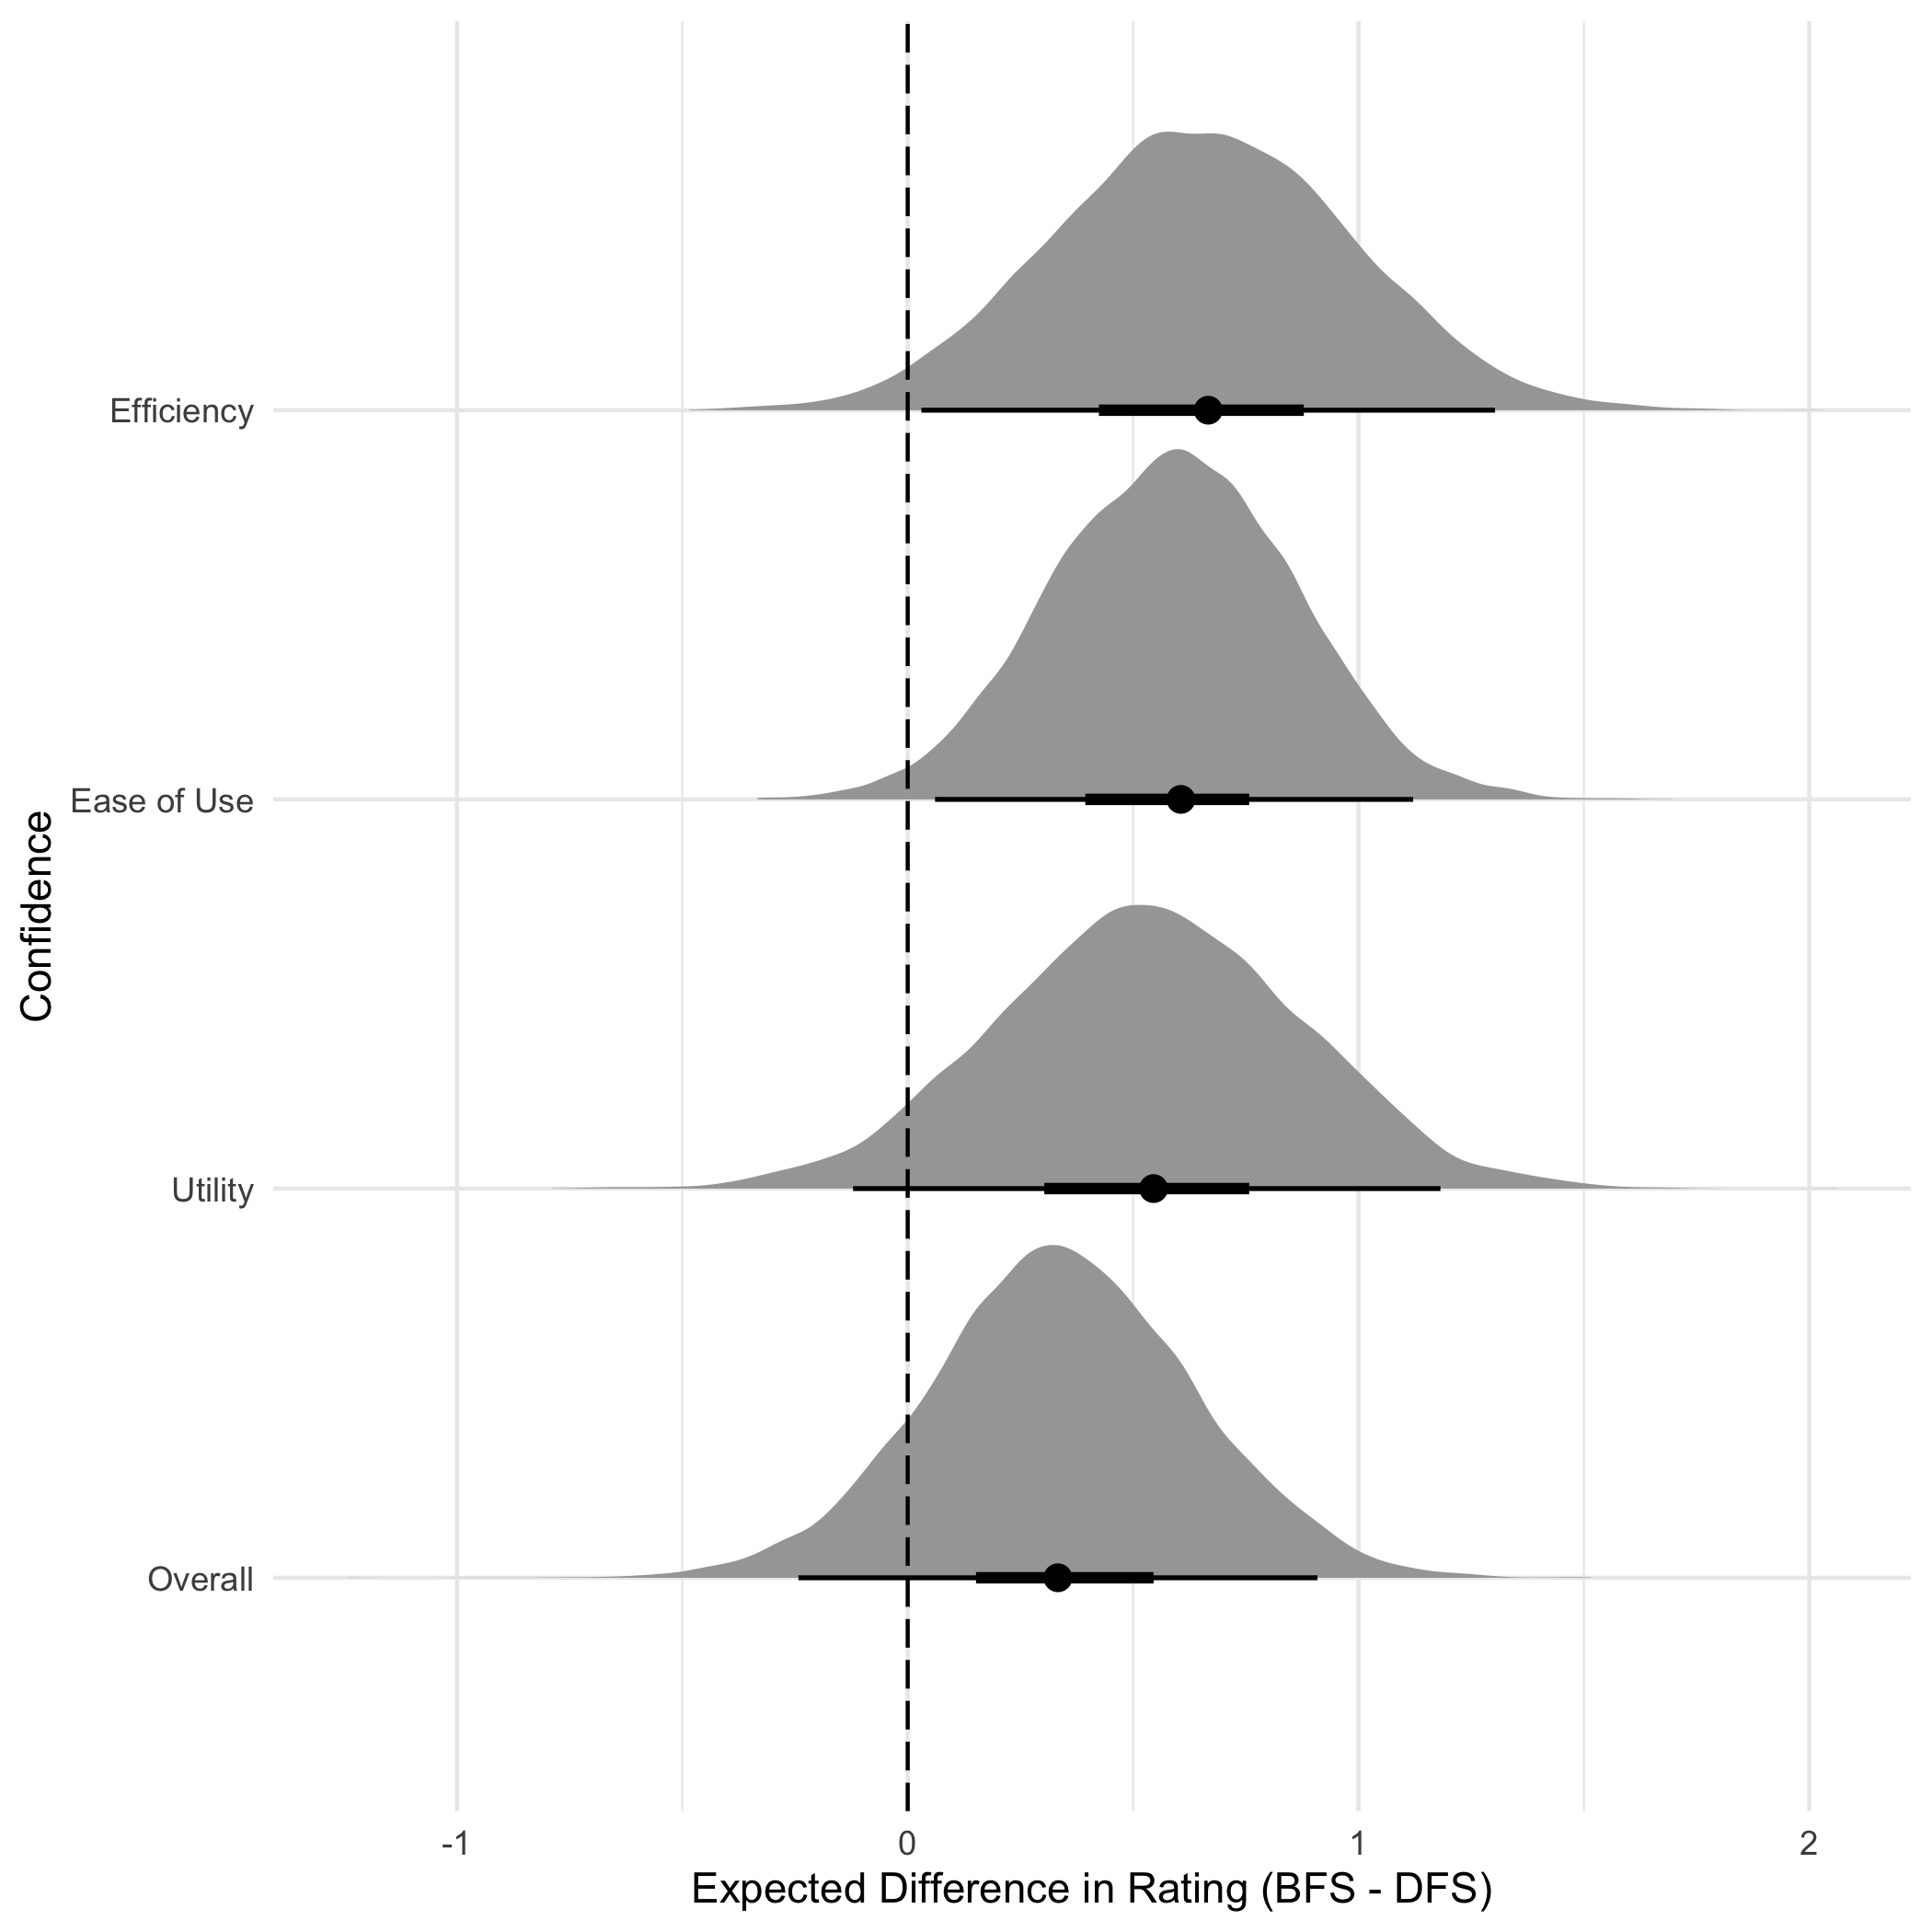 Confidence
Efficiency
Ease of Use
Utility
Overall
-1 0 1 2
Expected Difference in Rating (BFS - DFS)